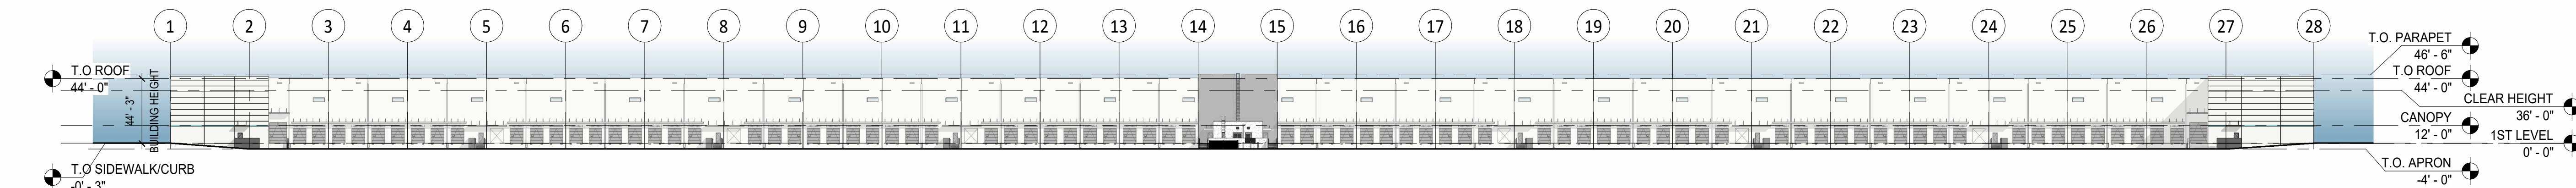 1 2 3 4 5 6 7 8 9 10 11 12 13 14 15 16 17 18 19 20 21 22 23 24 25 26 27 28
T.O ROOF
44' - 0"
44' - 3"
BUILDING HEIGHT
T.O SIDEWALK/CURB
-0' - 3"
T.O. PARAPET
46' - 6"
T.O ROOF
44' - 0"
CLEAR HEIGHT
36' - 0"
CANOPY
12' - 0"
1ST LEVEL
0' - 0"
T.O. APRON
-4' - 0"